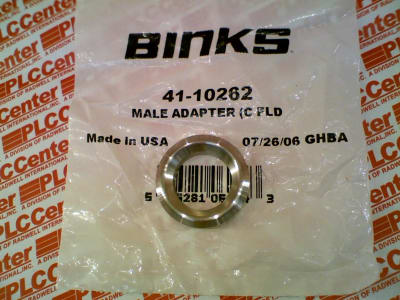 BINKS
41-10262
MALE ADAPTER (C FLD
Made In USA 07/26/06 GHBA
PLCCenter
A DIVISION OF RADWELL INTERNATIONAL, INC.